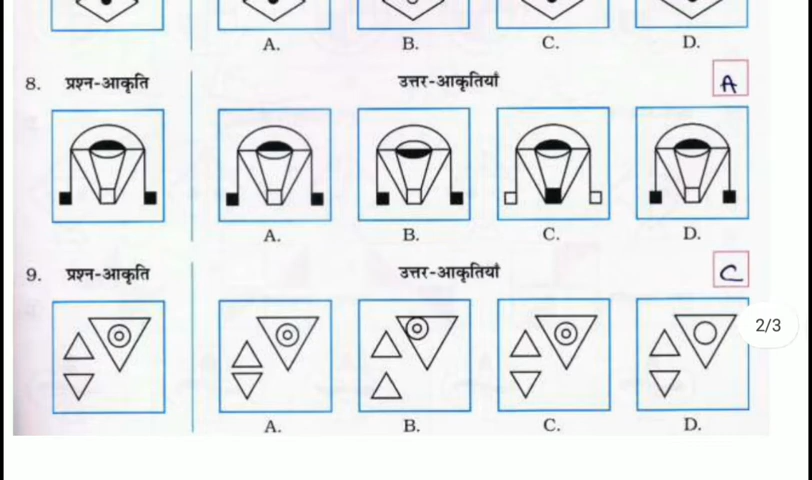 A. B. C. D.
8. प्रश्न-आकृति उत्तर-आकृतियाँ A
A. B. C. D.
9. प्रश्न-आकृति उत्तर-आकृतियाँ C
2/3
A. B. C. D.